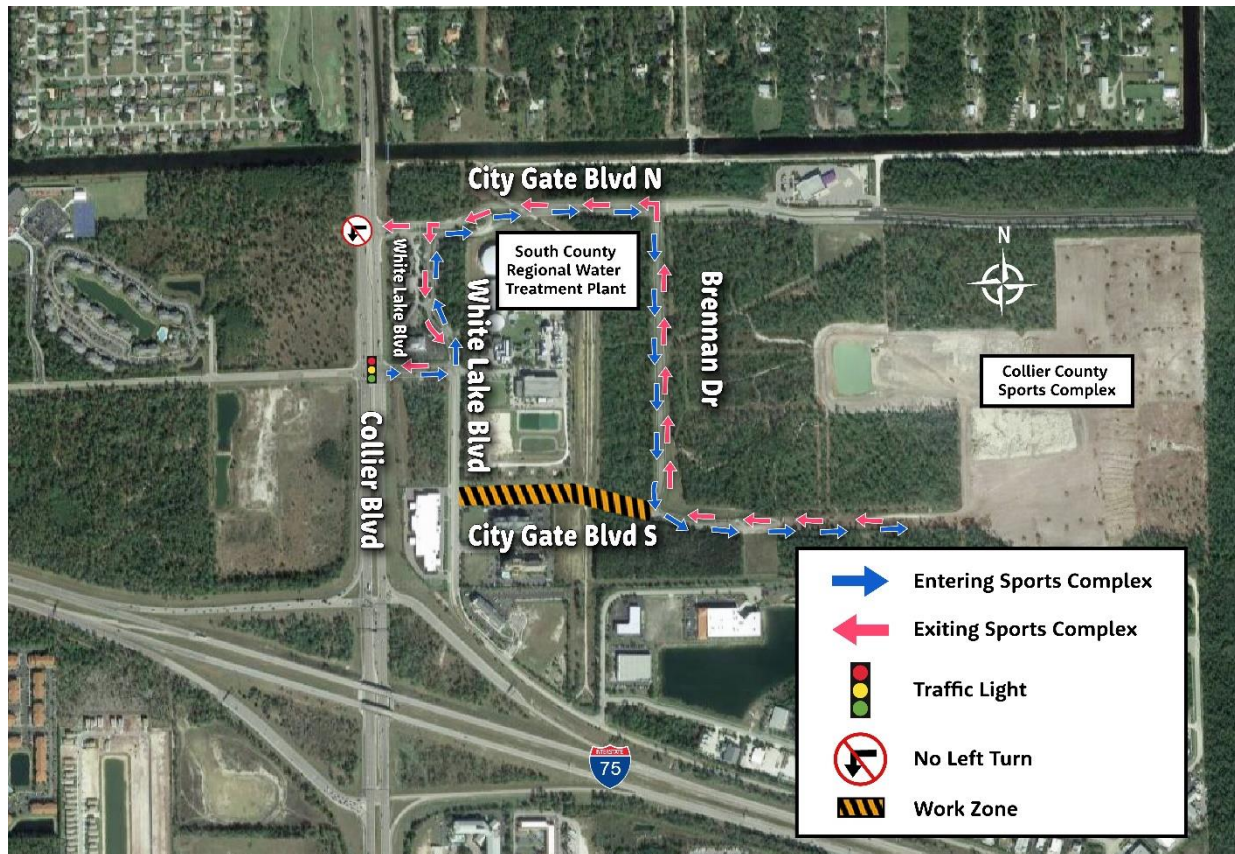 City Gate Blvd N
South County
Regional Water
Treatment Plant
N
White Lake Blvd
White Lake Blvd
Brennan Dr
Collier County
Sports Complex
Collier Blvd
City Gate Blvd S
Entering Sports Complex
Exiting Sports Complex
Traffic Light
No Left Turn
Work Zone
INTERSTATE
75